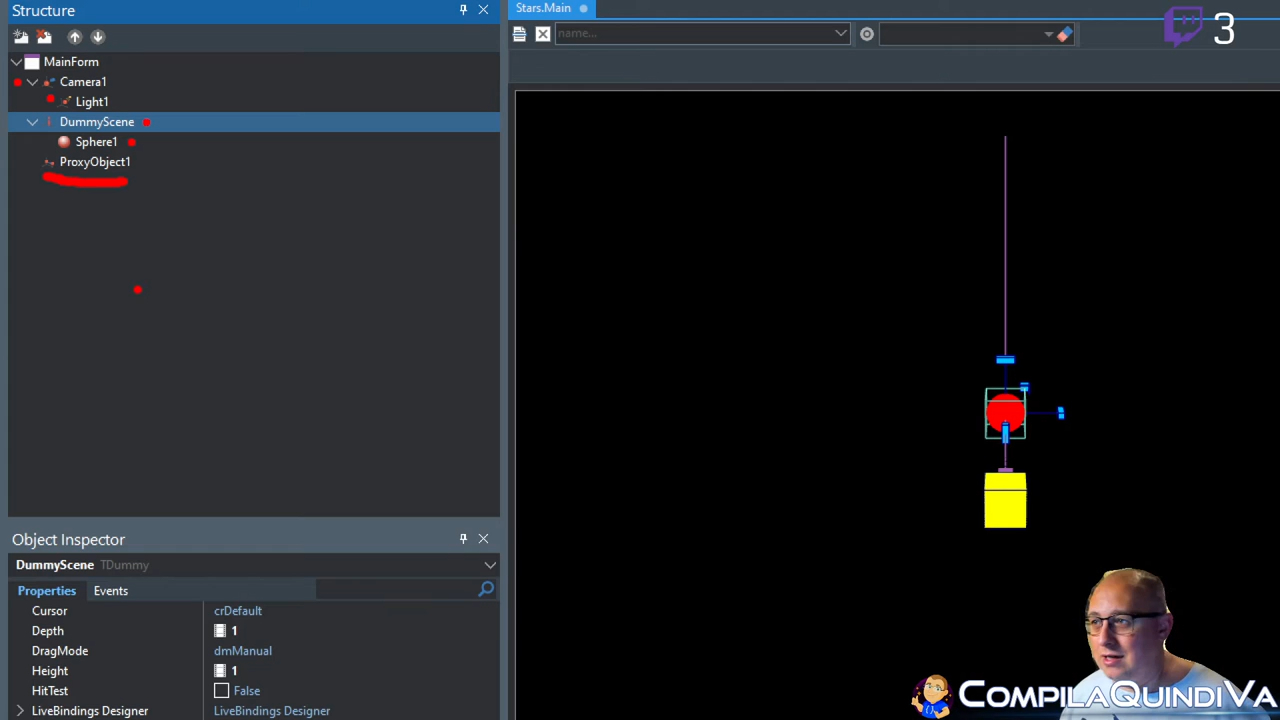 Structure
MainForm
Camera1
Light1
DummyScene
Sphere1
ProxyObject1
Object Inspector
DummyScene TDummy
Properties Events
Cursor crDefault
Depth 1
DragMode dmManual
Height 1
HitTest False
LiveBindings Designer LiveBindings Designer
Stars.Main
name...
3
CompilaQuindiVa